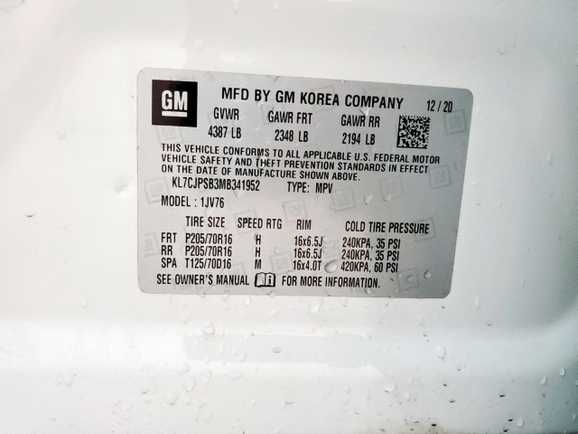 GM
MFD BY GM KOREA COMPANY 12/20
GVWR GAWR FRT GAWR RR
4387 LB 2348 LB 2194 LB
THIS VEHICLE CONFORMS TO ALL APPLICABLE U.S. FEDERAL MOTOR
VEHICLE SAFETY AND THEFT PREVENTION STANDARDS IN EFFECT
ON THE DATE OF MANUFACTURE SHOWN ABOVE.
KL7CJPSB3MB341952 TYPE: MPV
MODEL : 1JV76
TIRE SIZE SPEED RTG RIM COLD TIRE PRESSURE
FRT P205/70R16 H 16x6.5J 240KPA, 35 PSI
RR P205/70R16 H 16x6.5J 240KPA, 35 PSI
SPA T125/70D16 M 16x4.0T 420KPA, 60 PSI
SEE OWNER'S MANUAL FOR MORE INFORMATION.